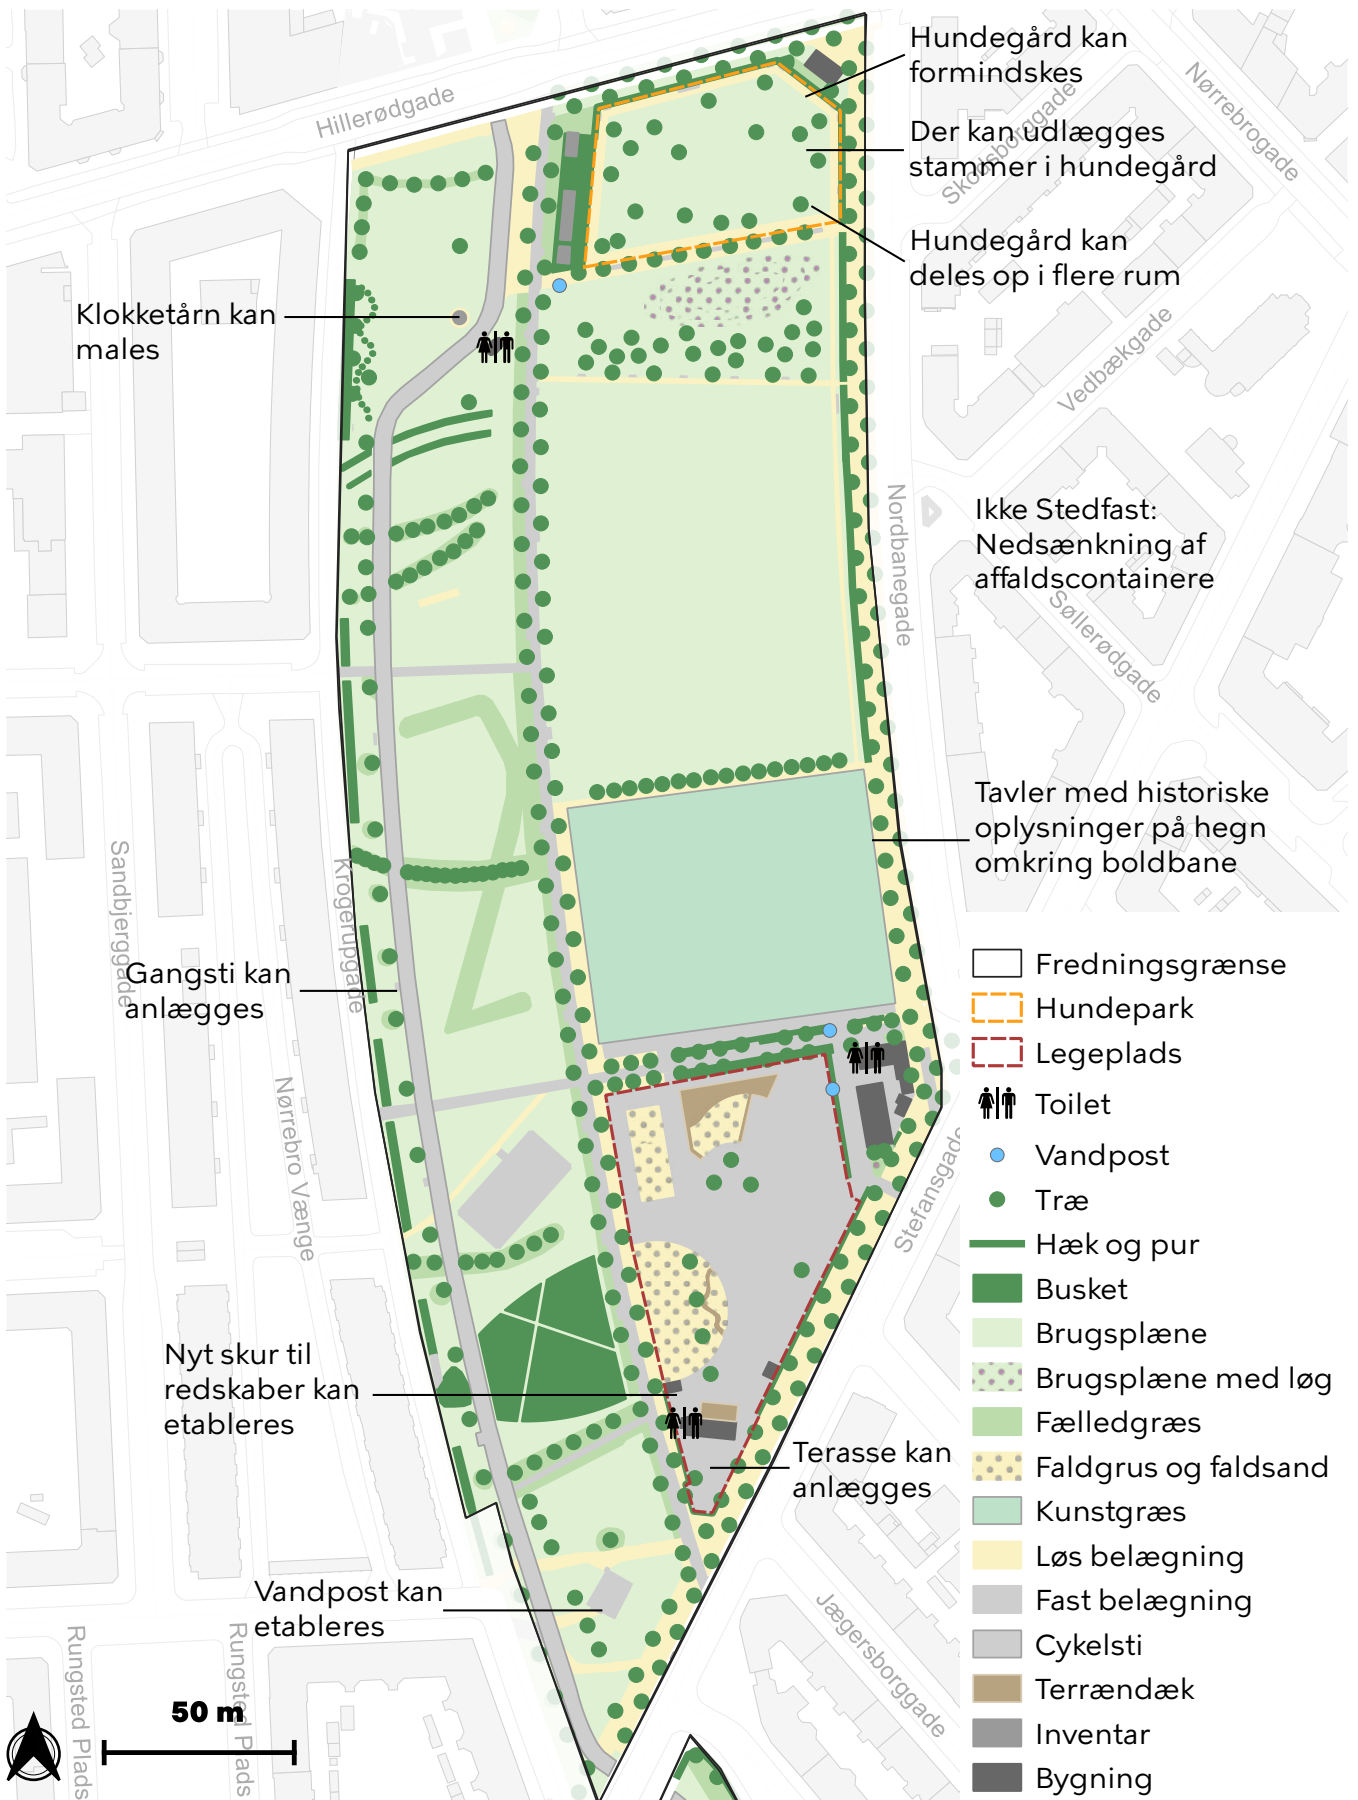 Hundegård kan
formindskes
Der kan udlægges
stammer i hundegård
Hundegård kan
deles op i flere rum
Klokketårn kan
males
Ikke Stedfast:
Nedsænkning af
affaldscontainere
Tavler med historiske
oplysninger på hegn
omkring boldbane
Gangsti kan
anlægges
Nyt skur til
redskaber kan
etableres
Terasse kan
anlægges
Vandpost kan
etableres
Hillerødgade
Nørrebrogade
Skodsborggade
Vedbækgade
Nordbanegade
Søllerødgade
Sandbjerggade
Krogerupgade
Nørrebro Vænge
Stefansgade
Jægersborggade
Rungsted Plads
Rungsted Plads
50 m
Fredningsgrænse
Hundepark
Legeplads
Toilet
Vandpost
Træ
Hæk og pur
Busket
Brugsplæne
Brugsplæne med løg
Fælledgræs
Faldgrus og faldsand
Kunstgræs
Løs belægning
Fast belægning
Cykelsti
Terrændæk
Inventar
Bygning